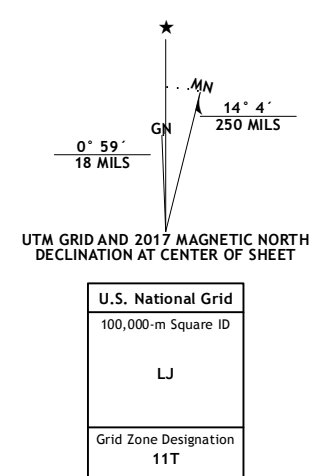 ★
MN
GN
0° 59´
18 MILS
14° 4´
250 MILS
UTM GRID AND 2017 MAGNETIC NORTH
DECLINATION AT CENTER OF SHEET
U.S. National Grid
100,000-m Square ID
LJ
Grid Zone Designation
11T